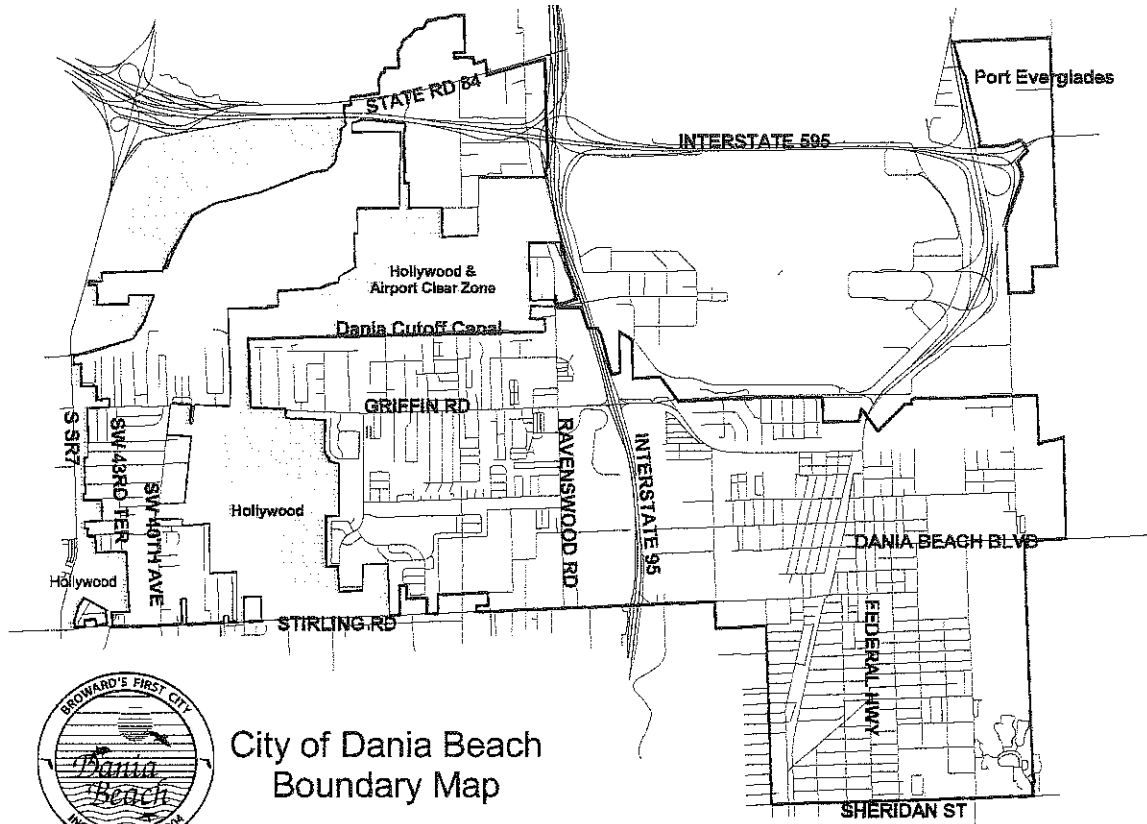 Port Everglades
STATE RD 84
INTERSTATE 595
Hollywood &
Airport Clear Zone
Dania Cutoff Canal
GRIFFIN RD
S SR7
SW 43RD TER
SW 40TH AVE
Hollywood
RAVENSWOOD RD
INTERSTATE 95
DANIA BEACH BLVD
Hollywood
STIRLING RD
FEDERAL HWY
BROWARD'S FIRST CITY
Dania
Beach
City of Dania Beach
Boundary Map
SHERIDAN ST